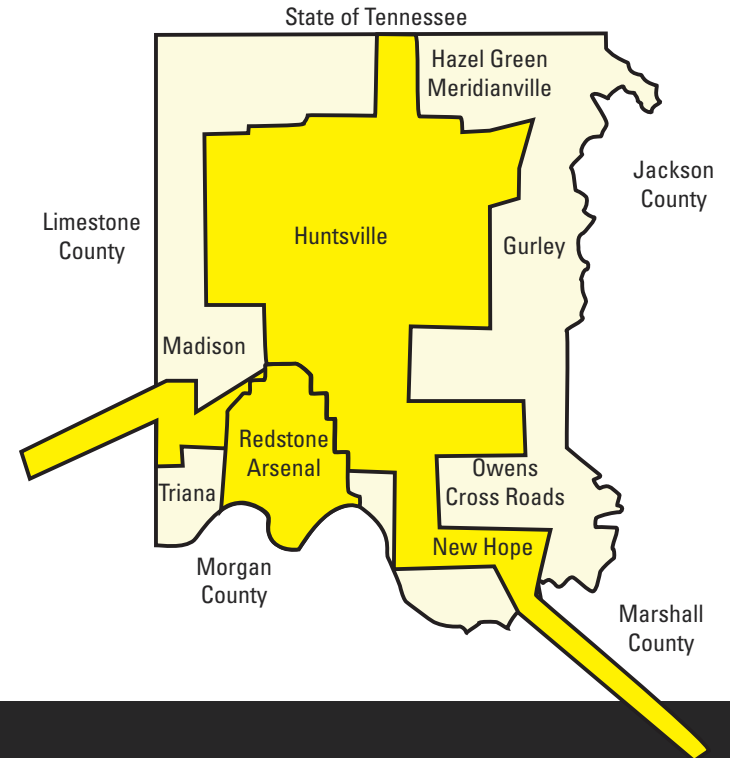 State of Tennessee
Hazel Green
Meridianville
Jackson
County
Limestone
County
Huntsville
Gurley
Madison
Redstone
Arsenal
Owens
Cross Roads
Triana
New Hope
Morgan
County
Marshall
County